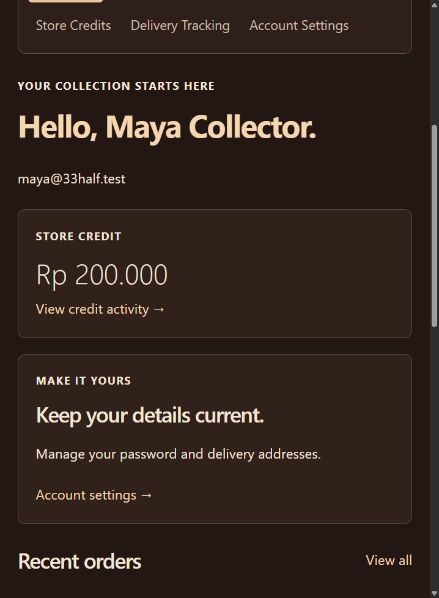 Store Credits Delivery Tracking Account Settings
YOUR COLLECTION STARTS HERE
Hello, Maya Collector.
maya@33half.test
STORE CREDIT
Rp 200.000
View credit activity →
MAKE IT YOURS
Keep your details current.
Manage your password and delivery addresses.
Account settings →
Recent orders View all